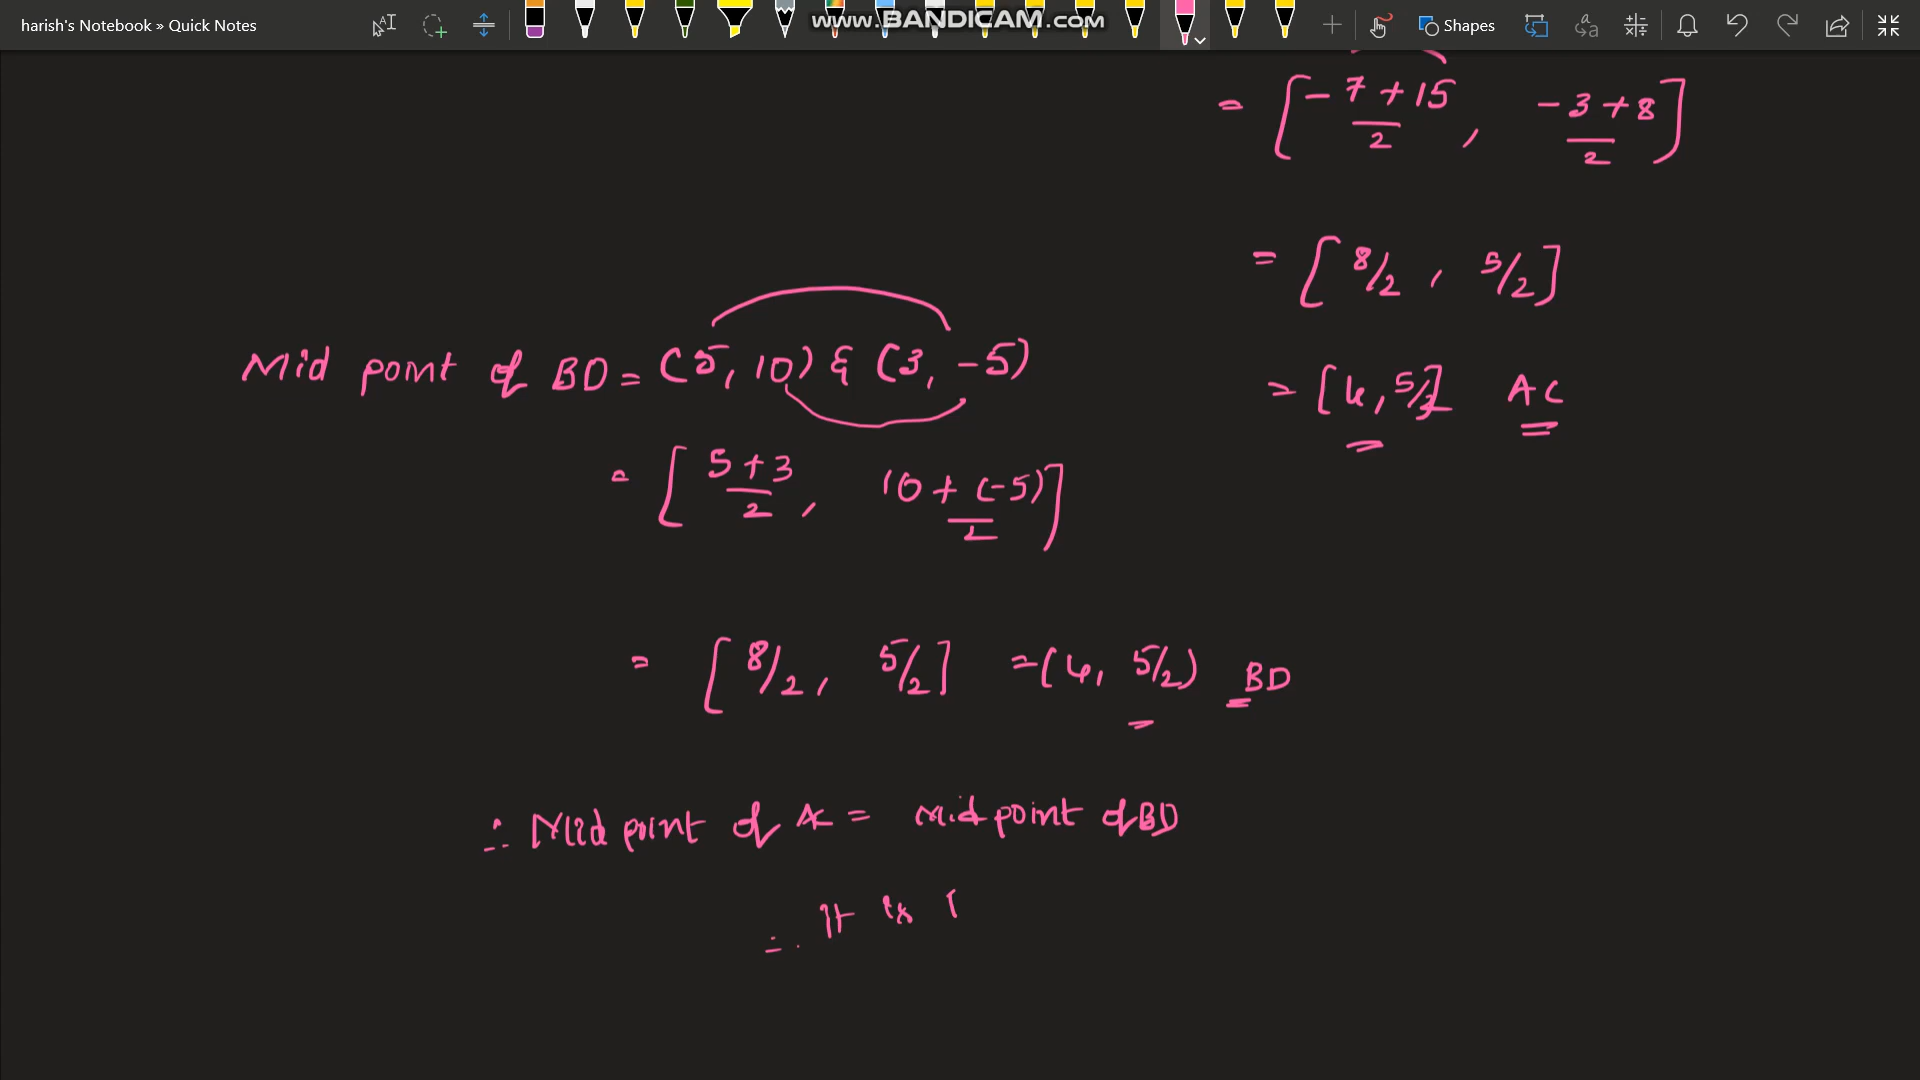 harish's Notebook » Quick Notes
www.BANDICAM.com
Shapes
= [-7+15/2, -3+8/2]
= [8/2, 5/2]
Mid point of BD = (5, 10) & (3, -5)
= [4, 5/2] AC
= [5+3/2, 10+(-5)/2]
= [8/2, 5/2] = (4, 5/2) BD
∴ Mid point of AC = Mid point of BD
∴ It is